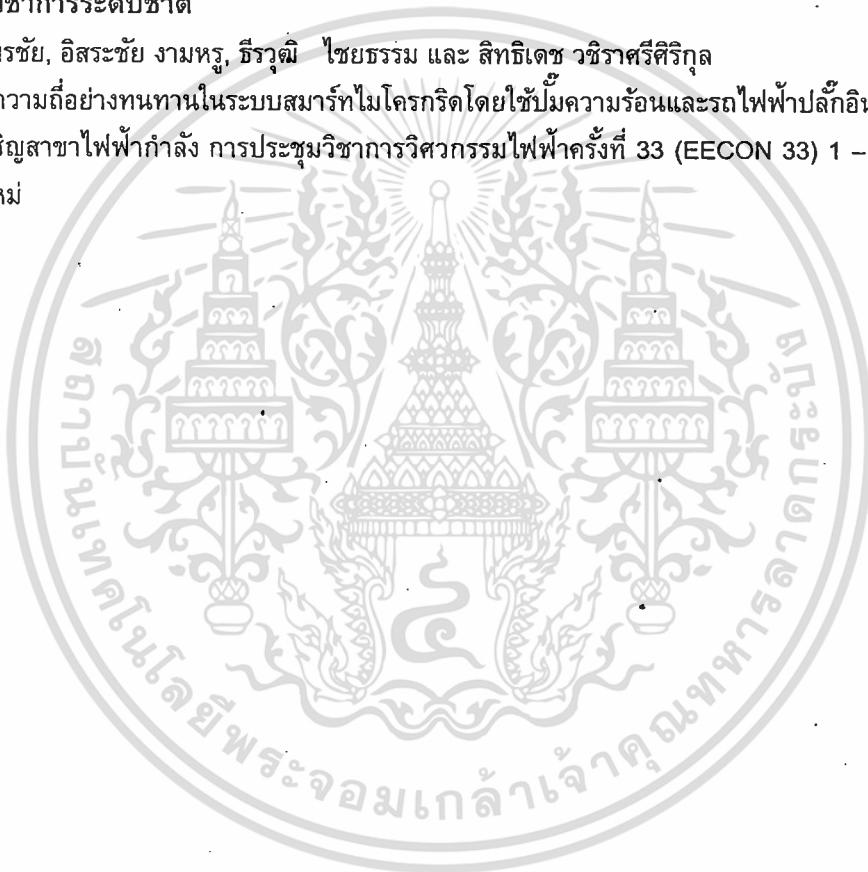 วิชาการระดับชาติ
รชัย, อิสระชัย งามหรู, ธีรวุฒิ ไชยธรรม และ สิทธิเดช วชิราศรีศิริกุล
ความถี่อย่างทนทานในระบบสมาร์ทไมโครกริดโดยใช้ปั๊มความร้อนและรถไฟฟ้าปลั๊กอิน
ชิญสาขาไฟฟ้ากำลัง การประชุมวิชาการวิศวกรรมไฟฟ้าครั้งที่ 33 (EECON 33) 1 –
หม่
สถาบันเทคโนโลยีพระจอมเกล้าเจ้าคุณทหารลาดกระบัง